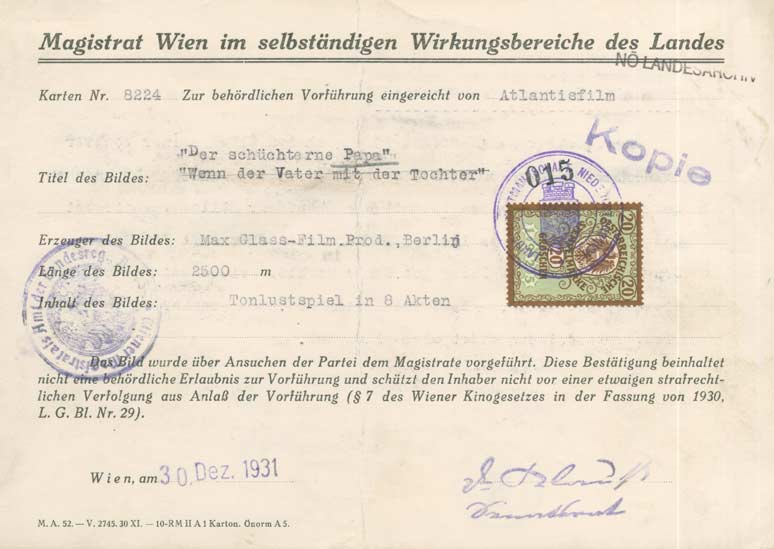 Magistrat Wien im selbständigen Wirkungsbereiche des Landes
NÖ LANDESARCHIV
Karten Nr. 8224 Zur behördlichen Vorführung eingereicht von Atlantisfilm
Kopie
"Der schüchterne Papa"
Titel des Bildes: "Wenn der Vater mit der Tochter"
015
Erzeuger des Bildes: Max Glass-Film.Prod.,Berlin
Länge des Bildes: 2500 m
Inhalt des Bildes: Tonlustspiel in 8 Akten
20 20
20
Das Bild wurde über Ansuchen der Partei dem Magistrate vorgeführt. Diese Bestätigung beinhaltet
nicht eine behördliche Erlaubnis zur Vorführung und schützt den Inhaber nicht vor einer etwaigen strafrecht-
lichen Verfolgung aus Anlaß der Vorführung (§ 7 des Wiener Kinogesetzes in der Fassung von 1930,
L. G. Bl. Nr. 29).
Wien, am 30. Dez. 1931
M. A. 52. — V. 2745. 30 XI. — 10-RM II A 1 Karton. Önorm A 5.